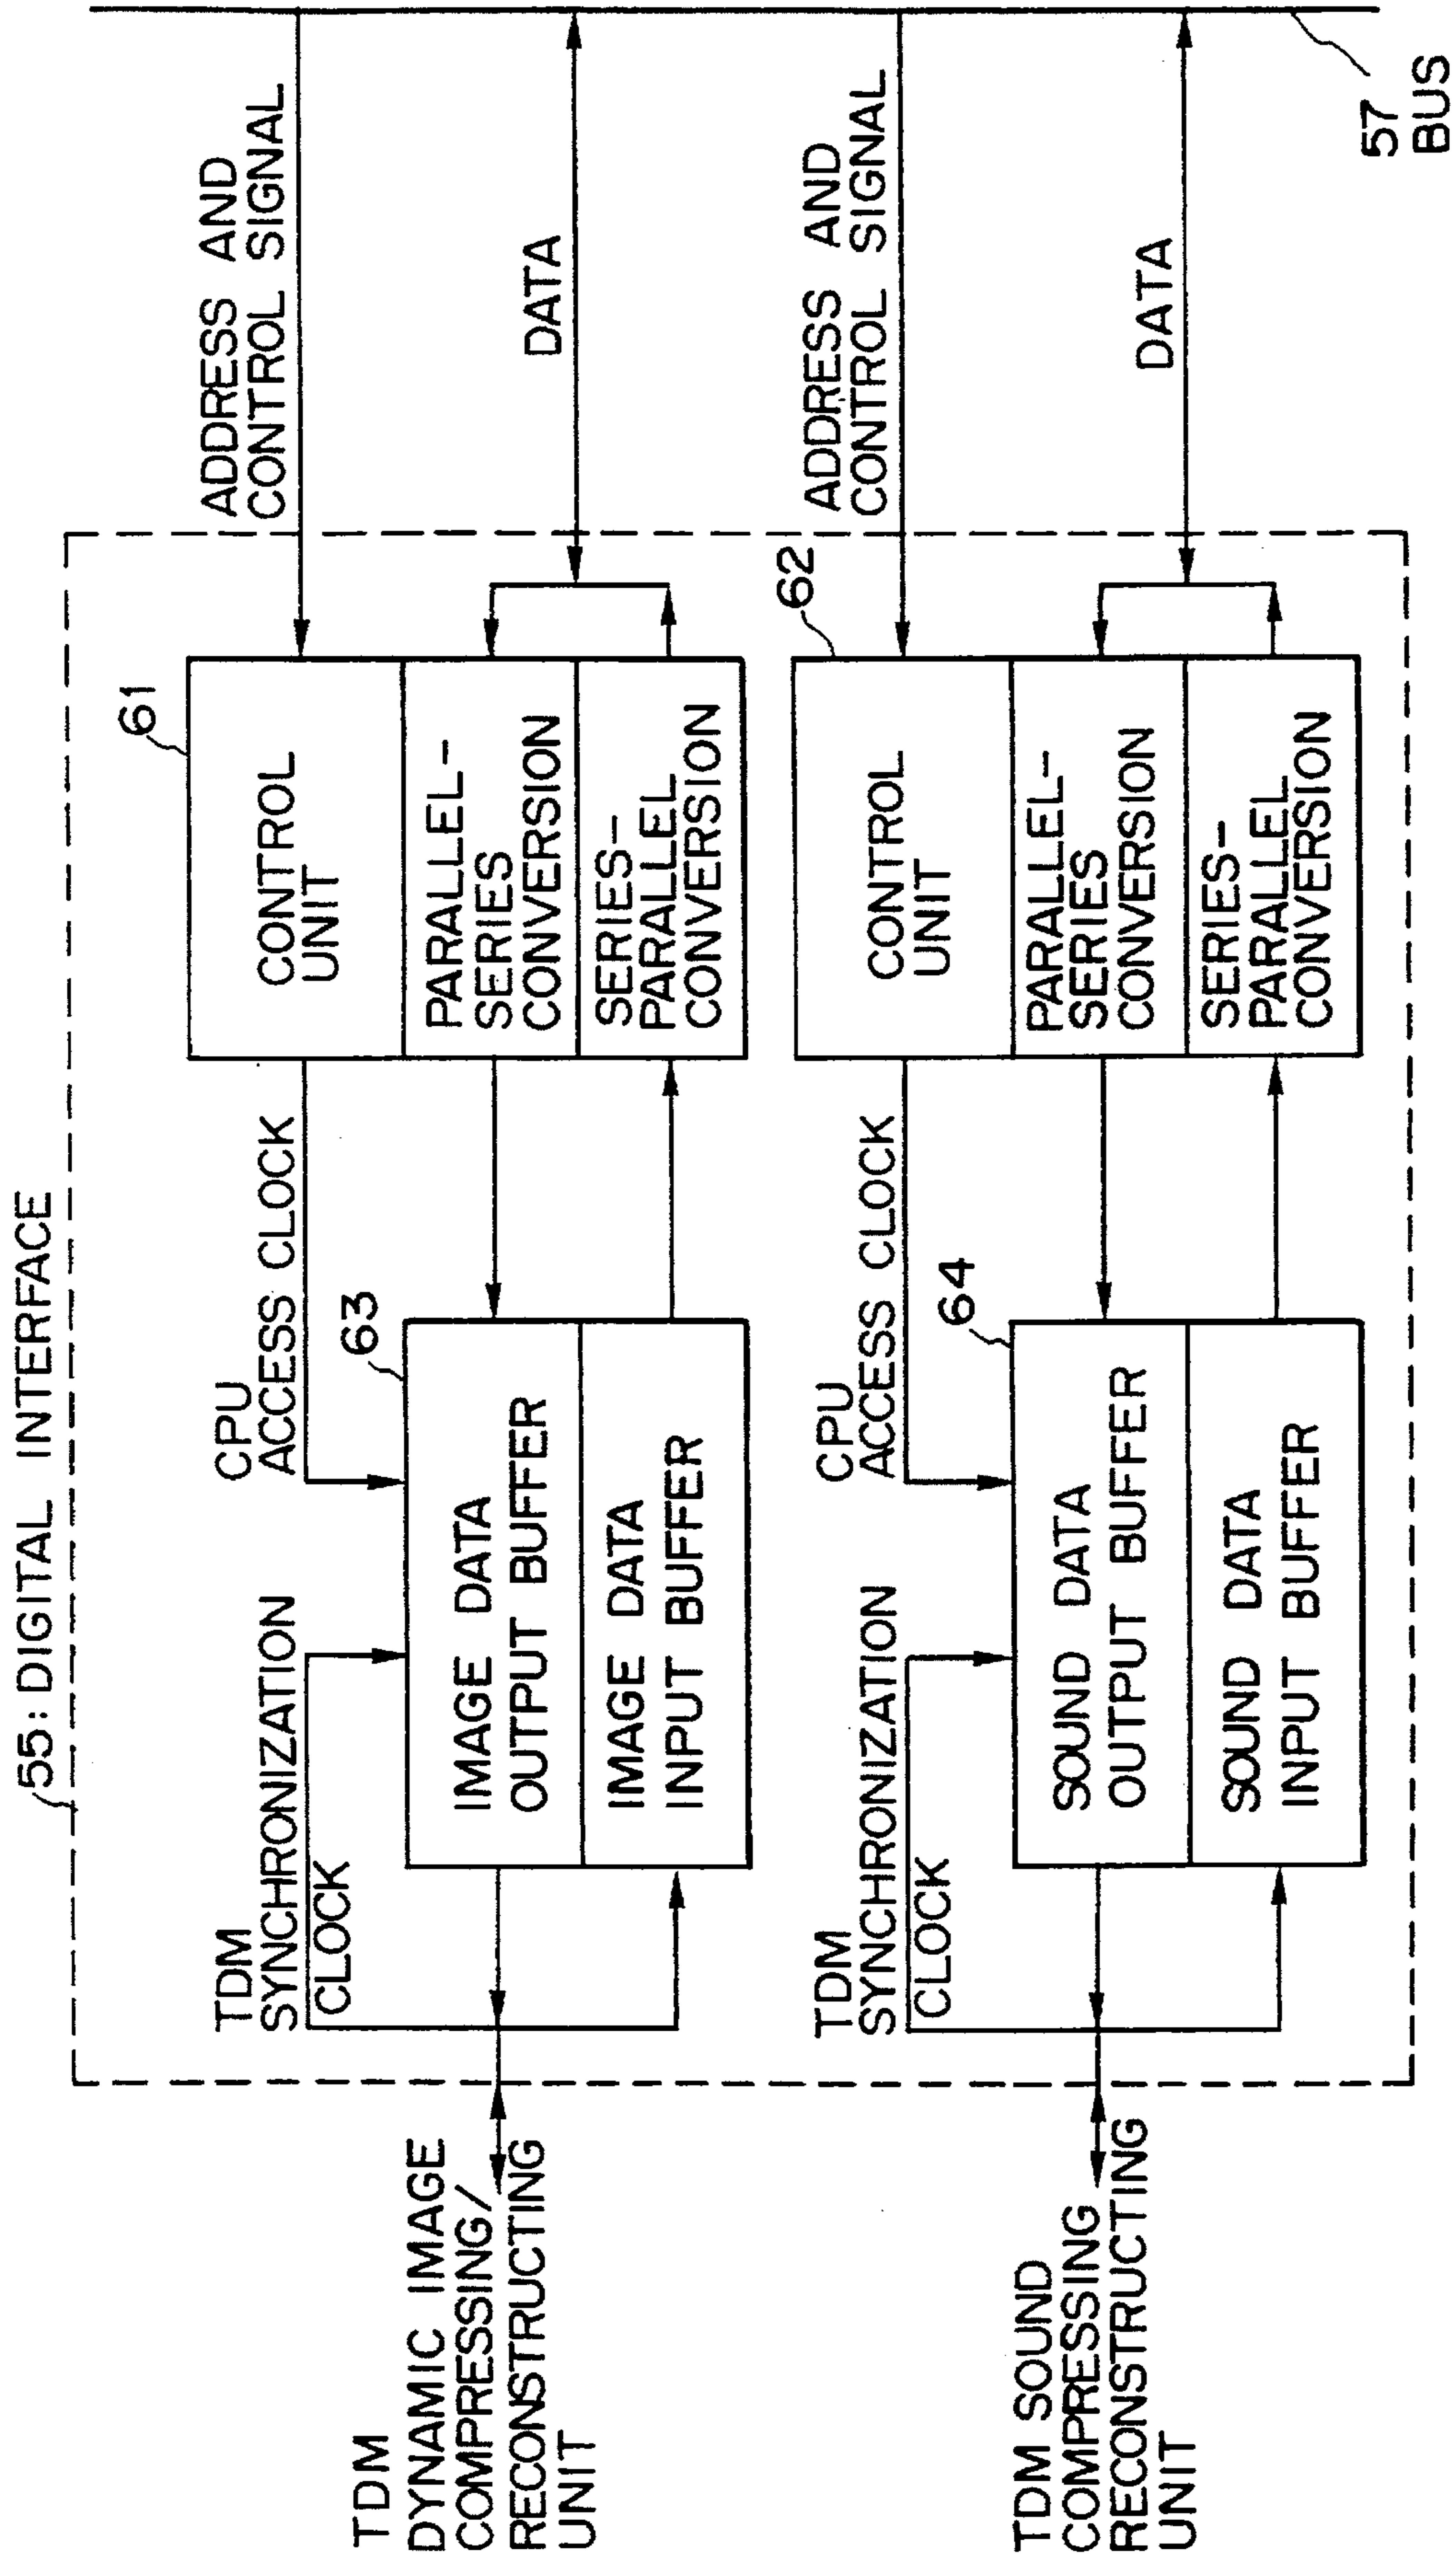 55: DIGITAL INTERFACE
TDM
DYNAMIC IMAGE
COMPRESSING/
RECONSTRUCTING
UNIT
TDM
SYNCHRONIZATION
CLOCK
CPU
ACCESS CLOCK
63
IMAGE DATA
OUTPUT BUFFER
IMAGE DATA
INPUT BUFFER
61
CONTROL
UNIT
PARALLEL-
SERIES
CONVERSION
SERIES-
PARALLEL
CONVERSION
ADDRESS AND
CONTROL SIGNAL
DATA
TDM SOUND
COMPRESSING
RECONSTRUCTING
UNIT
TDM
SYNCHRONIZATION
CLOCK
CPU
ACCESS CLOCK
64
SOUND DATA
OUTPUT BUFFER
SOUND DATA
INPUT BUFFER
62
CONTROL
UNIT
PARALLEL-
SERIES
CONVERSION
SERIES-
PARALLEL
CONVERSION
ADDRESS AND
CONTROL SIGNAL
DATA
57
BUS